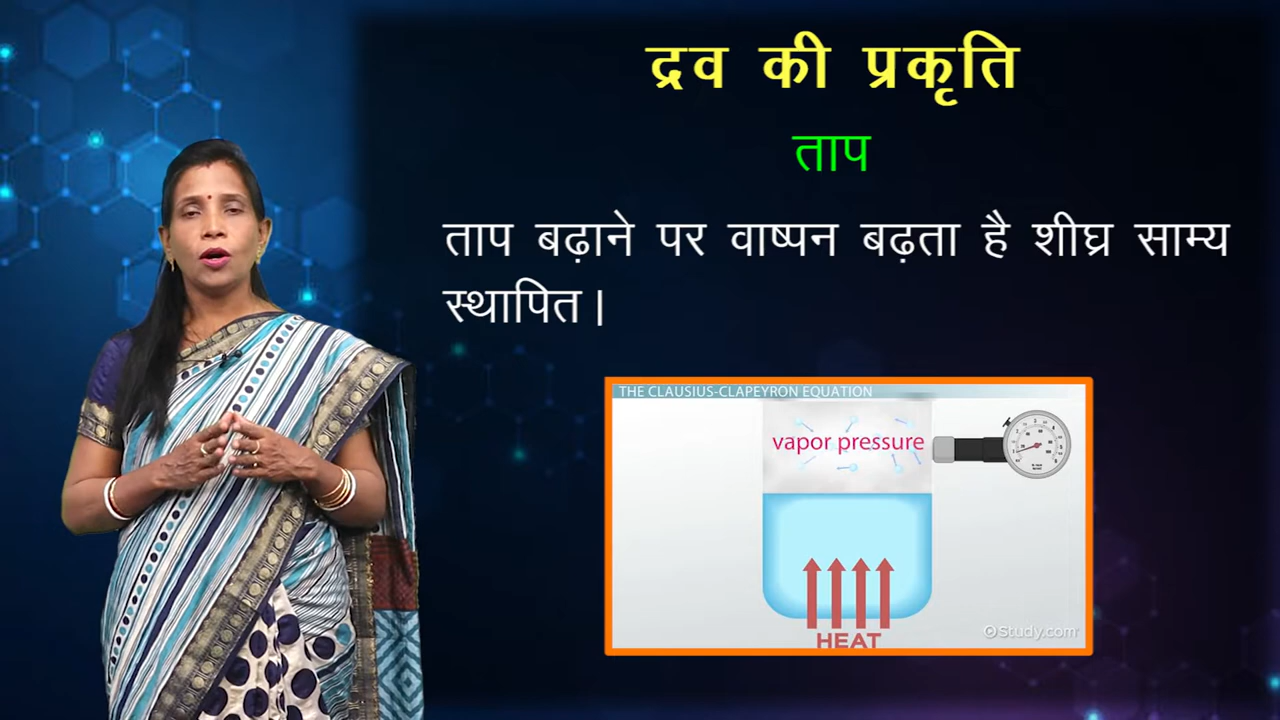 द्रव की प्रकृति
ताप
ताप बढ़ाने पर वाष्पन बढ़ता है शीघ्र साम्य
स्थापित।
THE CLAUSIUS-CLAPEYRON EQUATION
vapor pressure
HEAT
Study.com